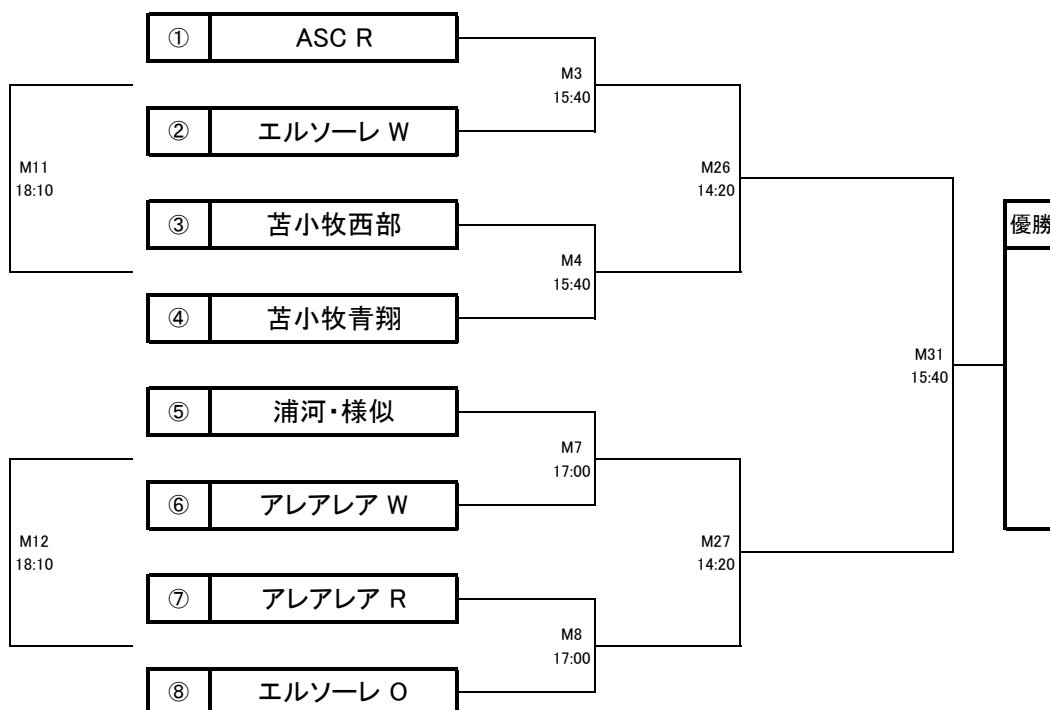 ① ASC R
M3
15:40
② エルソーレ W
M11
18:10
M26
14:20
③ 苫小牧西部
優勝
M4
15:40
④ 苫小牧青翔
M31
15:40
⑤ 浦河・様似
M7
17:00
⑥ アレアレア W
M12
18:10
M27
14:20
⑦ アレアレア R
M8
17:00
⑧ エルソーレ O